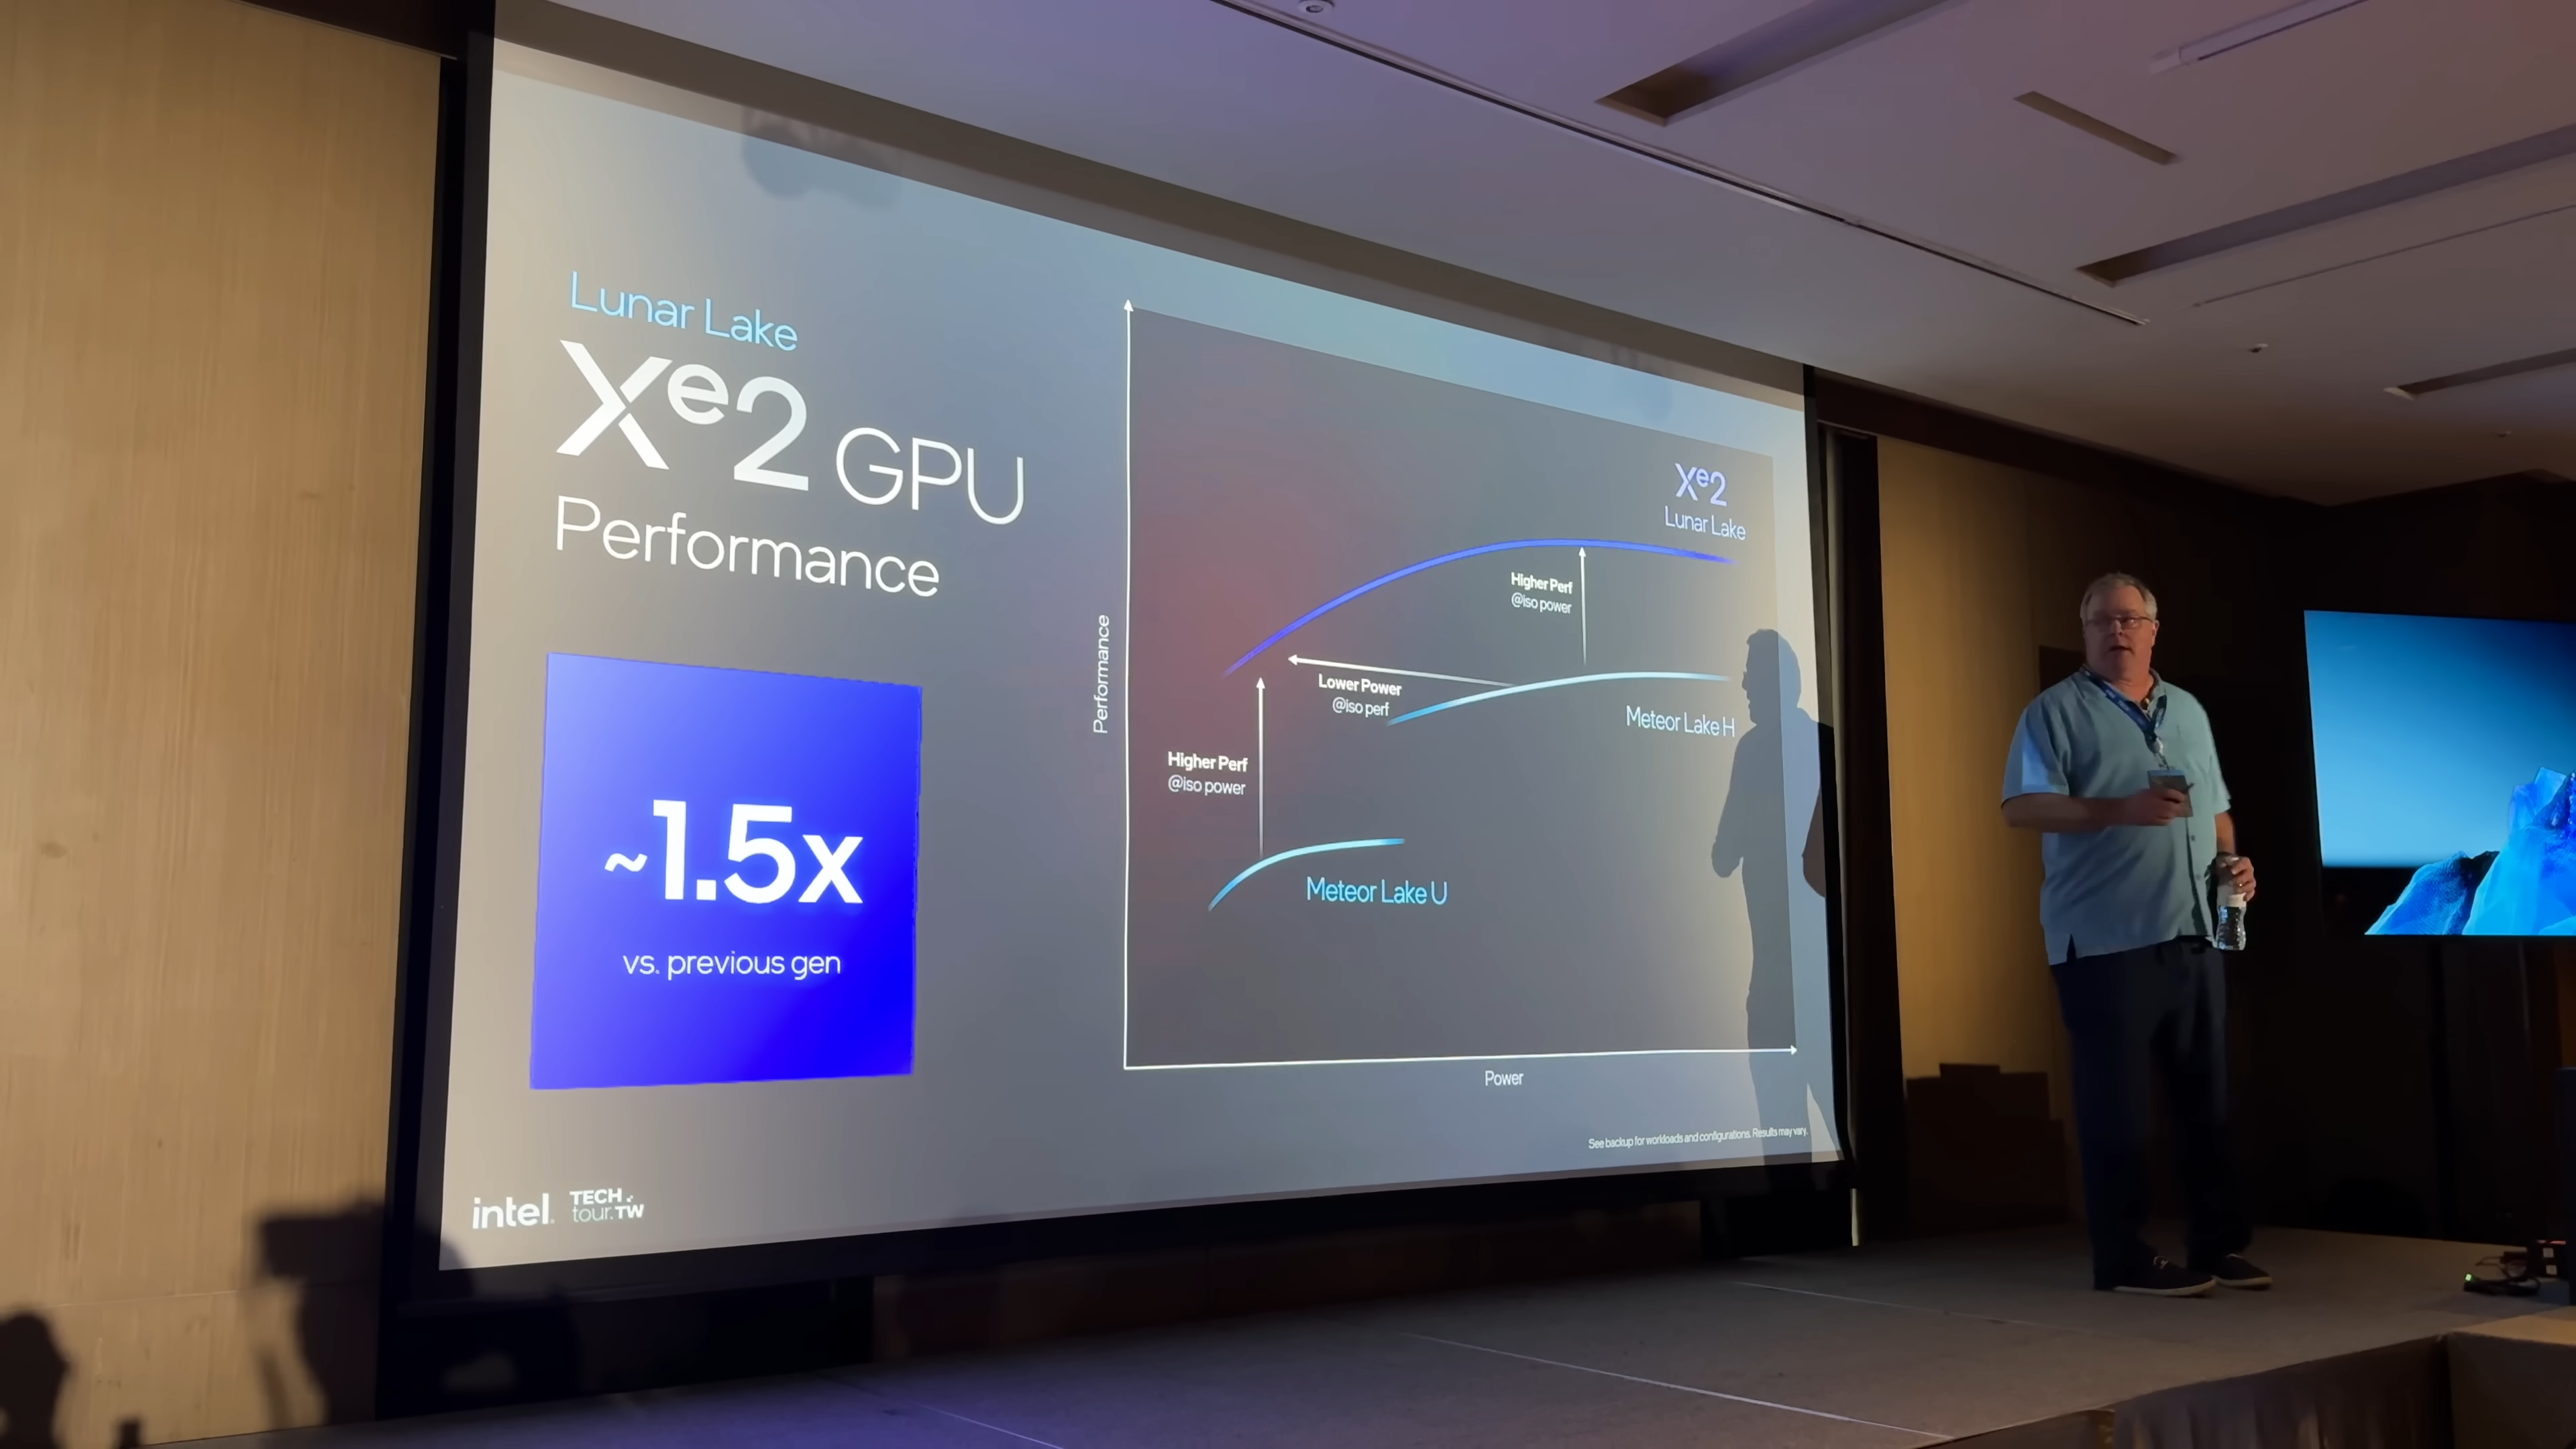 Lunar Lake
Xe2 GPU
Performance
~1.5x
vs. previous gen
Performance
Xe2
Lunar Lake
Higher Perf
@iso power
Lower Power
@iso perf
Meteor Lake H
Higher Perf
@iso power
Meteor Lake U
Power
See backup for workloads and configurations. Results may vary.
intel.
TECH
tour.TW